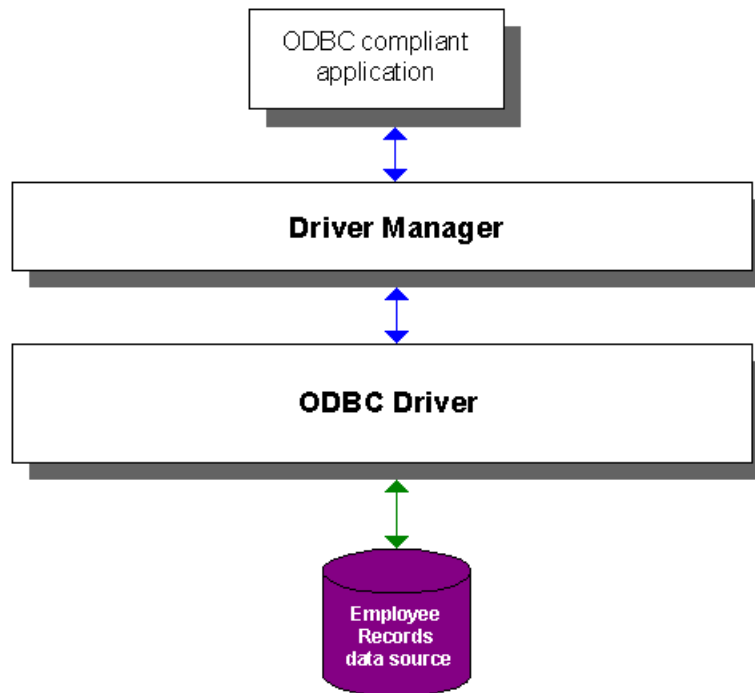 ODBC compliant
application
Driver Manager
ODBC Driver
Employee
Records
data source